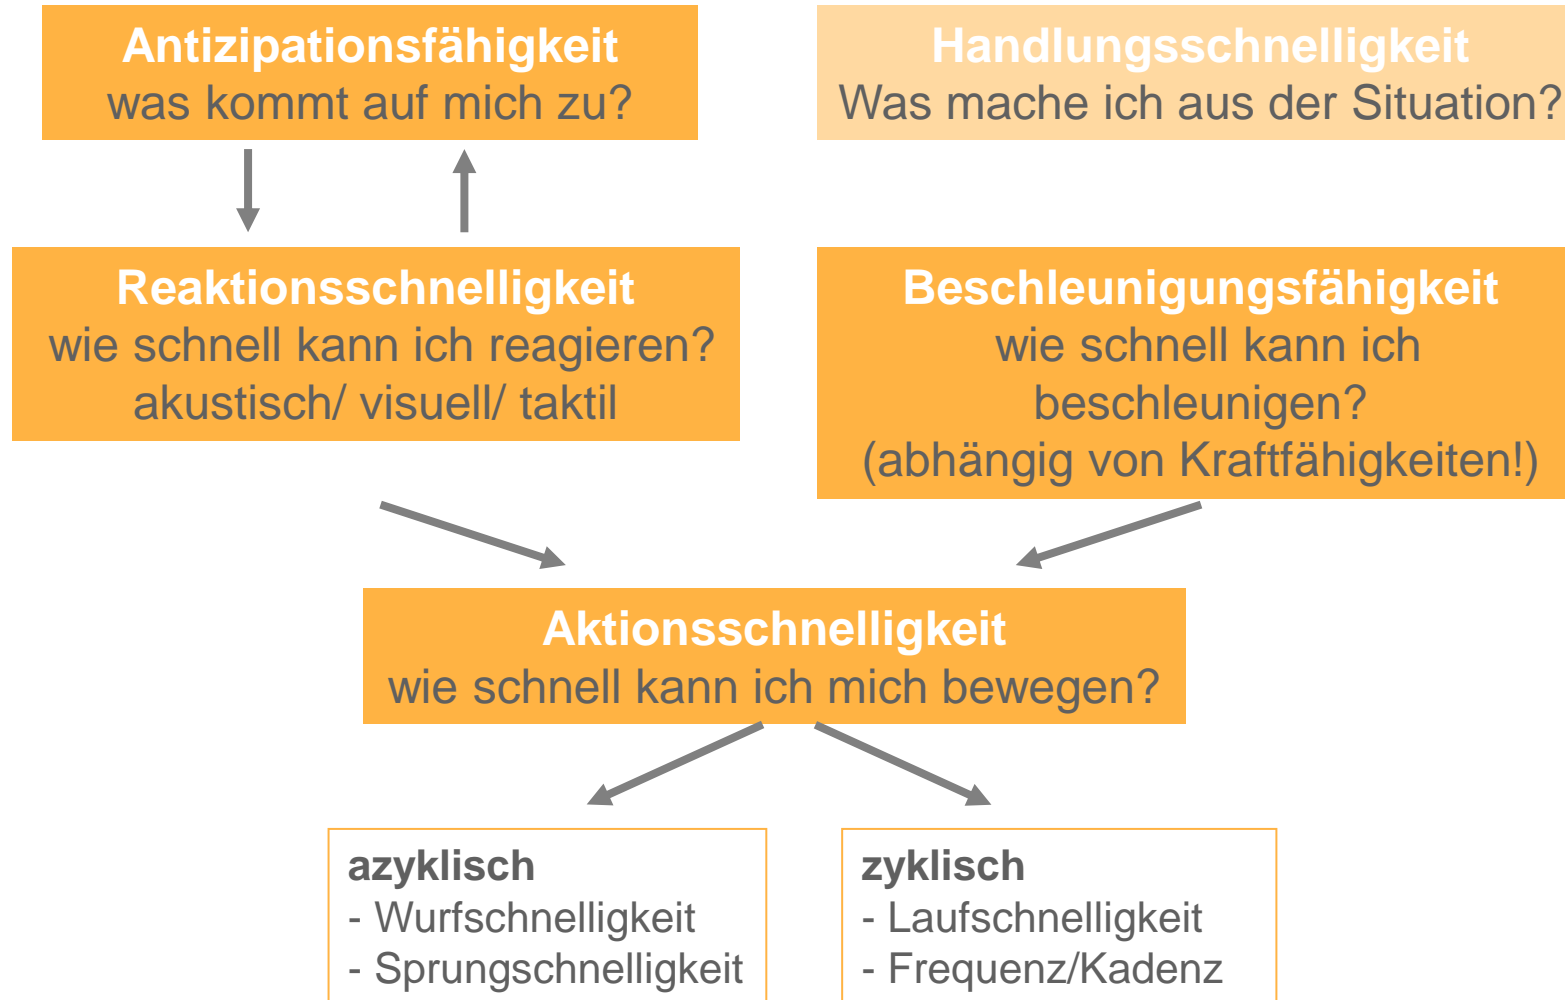 Antizipationsfähigkeit
was kommt auf mich zu?
Handlungsschnelligkeit
Was mache ich aus der Situation?
Reaktionsschnelligkeit
wie schnell kann ich reagieren?
akustisch/ visuell/ taktil
Beschleunigungsfähigkeit
wie schnell kann ich
beschleunigen?
(abhängig von Kraftfähigkeiten!)
Aktionsschnelligkeit
wie schnell kann ich mich bewegen?
azyklisch
- Wurfschnelligkeit
- Sprungschnelligkeit
zyklisch
- Laufschnelligkeit
- Frequenz/Kadenz